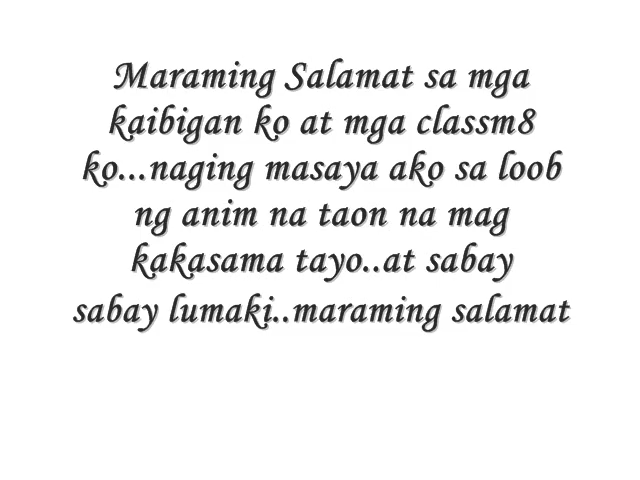 Maraming Salamat sa mga
kaibigan ko at mga classm8
ko...naging masaya ako sa loob
ng anim na taon na mag
kakasama tayo..at sabay
sabay lumaki..maraming salamat